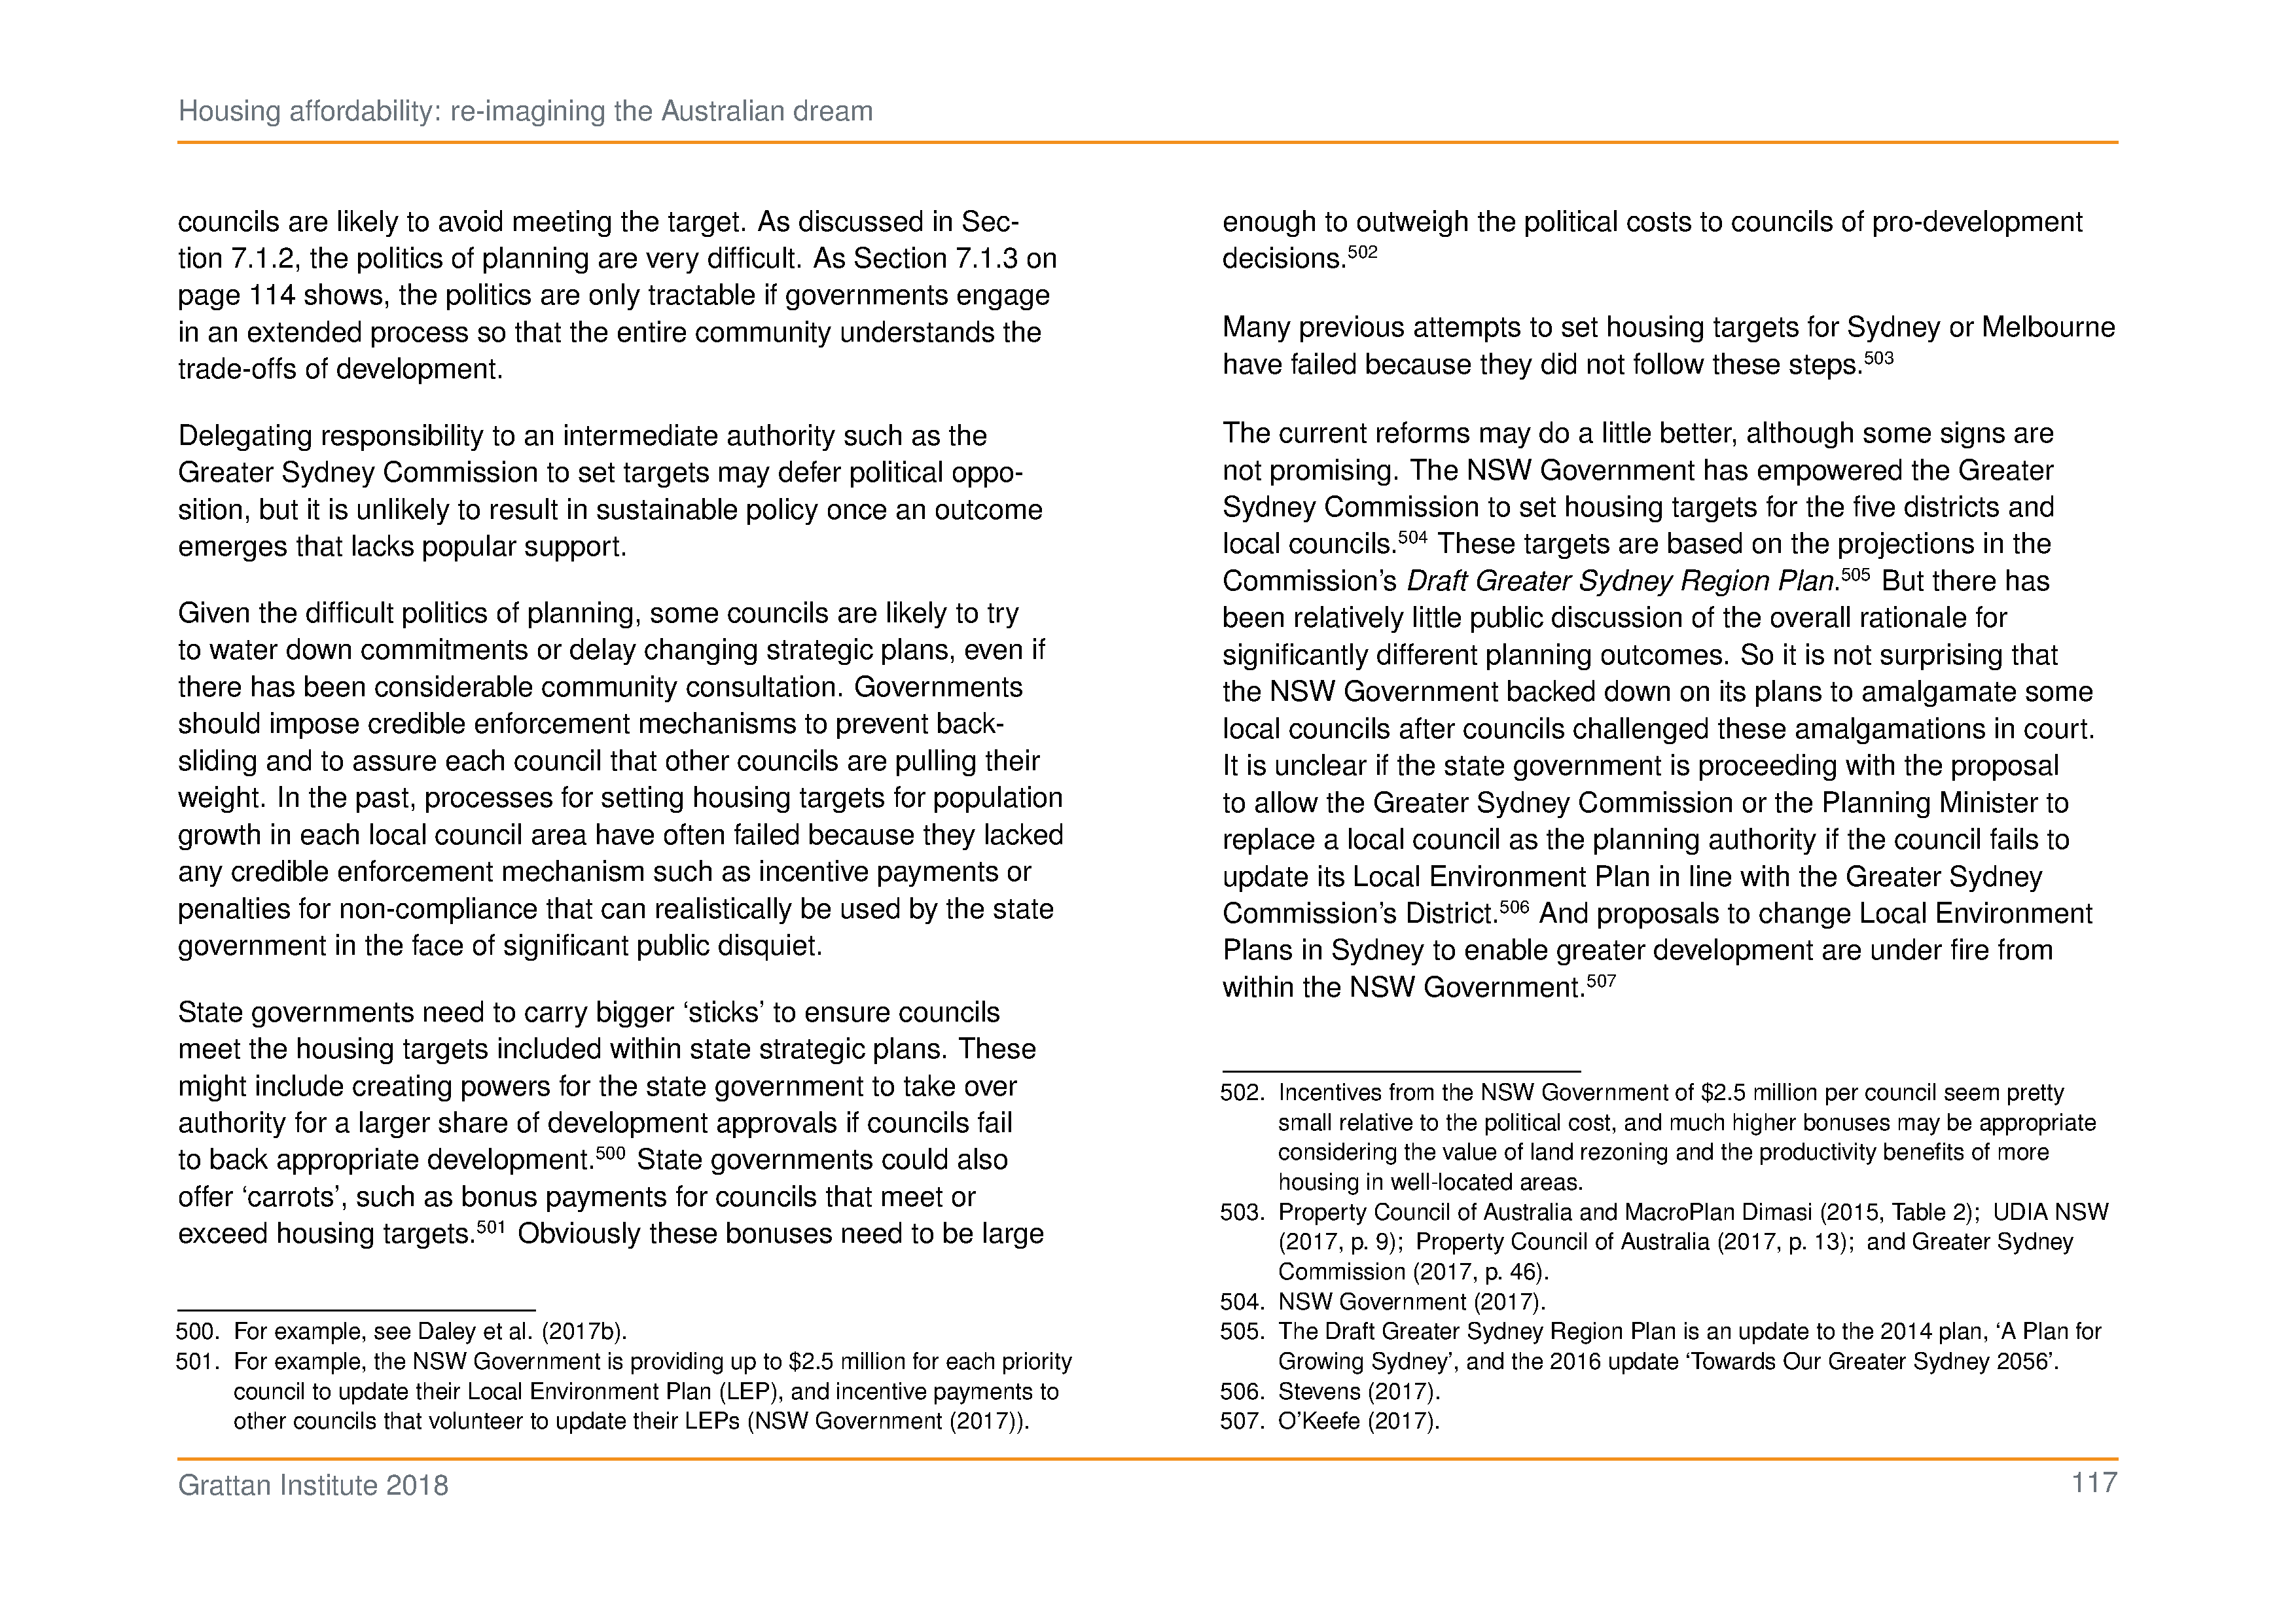 Housing affordability: re-imagining the Australian dream
councils are likely to avoid meeting the target. As discussed in Sec-
tion 7.1.2, the politics of planning are very difficult. As Section 7.1.3 on
page 114 shows, the politics are only tractable if governments engage
in an extended process so that the entire community understands the
trade-offs of development.
Delegating responsibility to an intermediate authority such as the
Greater Sydney Commission to set targets may defer political oppo-
sition, but it is unlikely to result in sustainable policy once an outcome
emerges that lacks popular support.
Given the difficult politics of planning, some councils are likely to try
to water down commitments or delay changing strategic plans, even if
there has been considerable community consultation. Governments
should impose credible enforcement mechanisms to prevent back-
sliding and to assure each council that other councils are pulling their
weight. In the past, processes for setting housing targets for population
growth in each local council area have often failed because they lacked
any credible enforcement mechanism such as incentive payments or
penalties for non-compliance that can realistically be used by the state
government in the face of significant public disquiet.
State governments need to carry bigger ‘sticks’ to ensure councils
meet the housing targets included within state strategic plans. These
might include creating powers for the state government to take over
authority for a larger share of development approvals if councils fail
to back appropriate development.500 State governments could also
offer ‘carrots’, such as bonus payments for councils that meet or
exceed housing targets.501 Obviously these bonuses need to be large
500. For example, see Daley et al. (2017b).
501. For example, the NSW Government is providing up to $2.5 million for each priority
council to update their Local Environment Plan (LEP), and incentive payments to
other councils that volunteer to update their LEPs (NSW Government (2017)).
enough to outweigh the political costs to councils of pro-development
decisions.502
Many previous attempts to set housing targets for Sydney or Melbourne
have failed because they did not follow these steps.503
The current reforms may do a little better, although some signs are
not promising. The NSW Government has empowered the Greater
Sydney Commission to set housing targets for the five districts and
local councils.504 These targets are based on the projections in the
Commission’s Draft Greater Sydney Region Plan.505 But there has
been relatively little public discussion of the overall rationale for
significantly different planning outcomes. So it is not surprising that
the NSW Government backed down on its plans to amalgamate some
local councils after councils challenged these amalgamations in court.
It is unclear if the state government is proceeding with the proposal
to allow the Greater Sydney Commission or the Planning Minister to
replace a local council as the planning authority if the council fails to
update its Local Environment Plan in line with the Greater Sydney
Commission’s District.506 And proposals to change Local Environment
Plans in Sydney to enable greater development are under fire from
within the NSW Government.507
502. Incentives from the NSW Government of $2.5 million per council seem pretty
small relative to the political cost, and much higher bonuses may be appropriate
considering the value of land rezoning and the productivity benefits of more
housing in well-located areas.
503. Property Council of Australia and MacroPlan Dimasi (2015, Table 2); UDIA NSW
(2017, p. 9); Property Council of Australia (2017, p. 13); and Greater Sydney
Commission (2017, p. 46).
504. NSW Government (2017).
505. The Draft Greater Sydney Region Plan is an update to the 2014 plan, ‘A Plan for
Growing Sydney’, and the 2016 update ‘Towards Our Greater Sydney 2056’.
506. Stevens (2017).
507. O’Keefe (2017).
Grattan Institute 2018
117